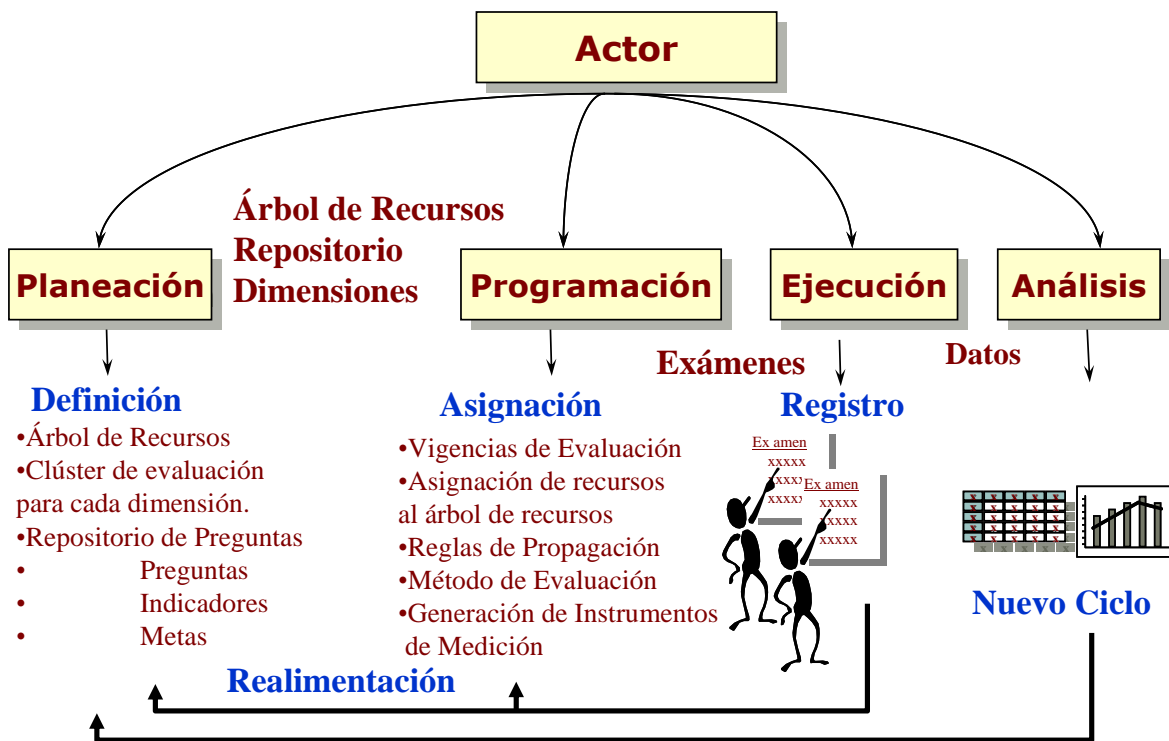 Actor
Árbol de Recursos
Repositorio
Dimensiones
Planeación
Programación
Ejecución
Análisis
Exámenes
Datos
Definición
•Árbol de Recursos
•Clúster de evaluación
para cada dimensión.
•Repositorio de Preguntas
• Preguntas
• Indicadores
• Metas
Asignación
•Vigencias de Evaluación
•Asignación de recursos
al árbol de recursos
•Reglas de Propagación
•Método de Evaluación
•Generación de Instrumentos
de Medición
Registro
Ex amen
xxxxx
xxxxx
xxxxx
Ex amen
xxxxx
xxxxx
xxxxx
x x x x x
x x x x x
x x x x x
x x x x x
x x x x x
Nuevo Ciclo
Realimentación